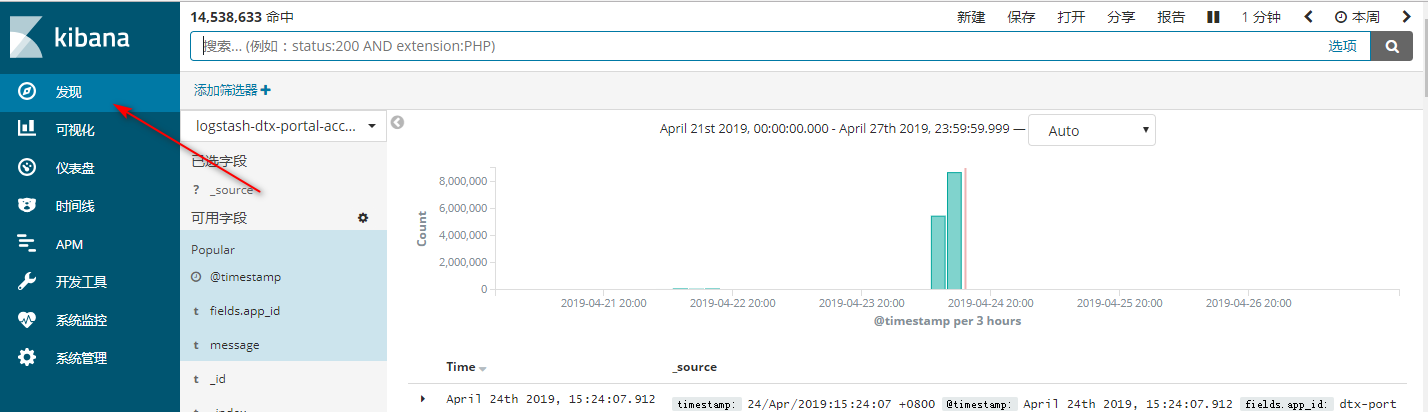 kibana
发现
可视化
仪表盘
时间线
APM
开发工具
系统监控
系统管理
14,538,633 命中
新建 保存 打开 分享 报告 1 分钟 本周
搜索... (例如：status:200 AND extension:PHP) 选项
添加筛选器
logstash-dtx-portal-acc...
已选字段
? _source
可用字段
Popular
@timestamp
t fields.app_id
t message
t _id
April 21st 2019, 00:00:00.000 - April 27th 2019, 23:59:59.999 — Auto
Count
8,000,000
6,000,000
4,000,000
2,000,000
0
2019-04-21 20:00 2019-04-22 20:00 2019-04-23 20:00 2019-04-24 20:00 2019-04-25 20:00 2019-04-26 20:00
@timestamp per 3 hours
Time _source
April 24th 2019, 15:24:07.912 timestamp: 24/Apr/2019:15:24:07 +0800 @timestamp: April 24th 2019, 15:24:07.912 fields.app_id: dtx-port